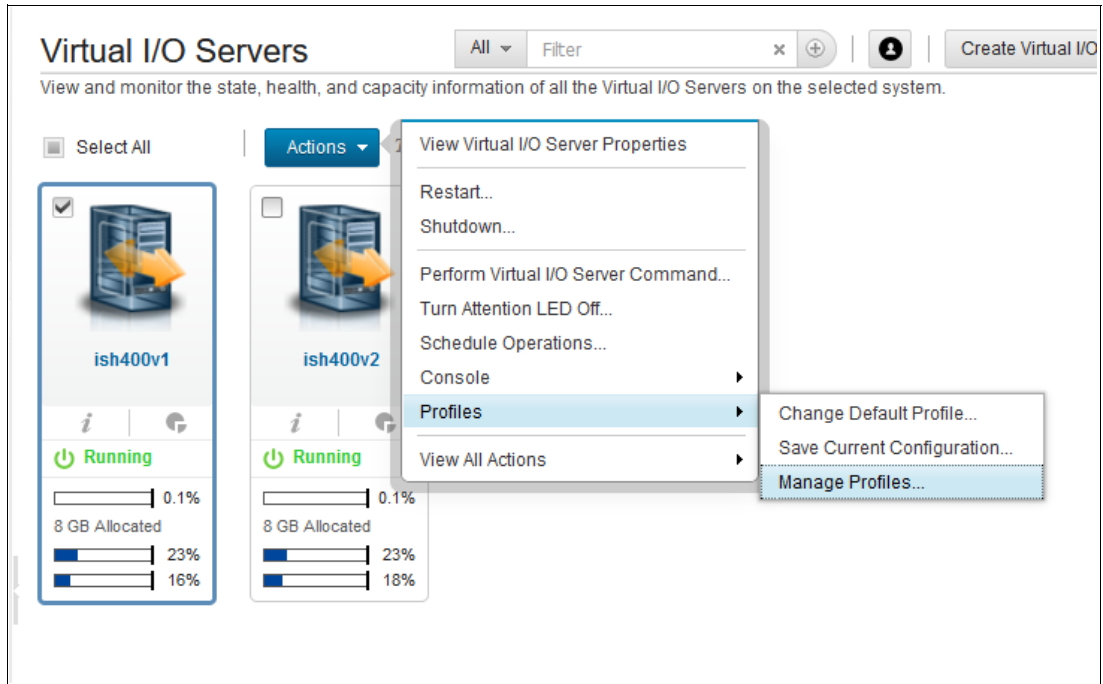 Virtual I/O Servers
All
Filter
Create Virtual I/O
View and monitor the state, health, and capacity information of all the Virtual I/O Servers on the selected system.
Select All
Actions
View Virtual I/O Server Properties
Restart...
Shutdown...
Perform Virtual I/O Server Command...
Turn Attention LED Off...
Schedule Operations...
Console
Profiles
View All Actions
Change Default Profile...
Save Current Configuration...
Manage Profiles...
ish400v1
Running
0.1%
8 GB Allocated
23%
16%
ish400v2
Running
0.1%
8 GB Allocated
23%
18%